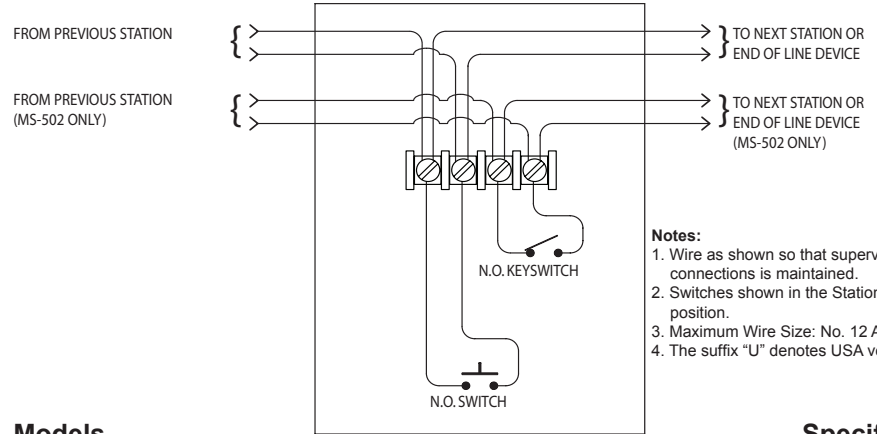 FROM PREVIOUS STATION
TO NEXT STATION OR
END OF LINE DEVICE
FROM PREVIOUS STATION
(MS-502 ONLY)
TO NEXT STATION OR
END OF LINE DEVICE
(MS-502 ONLY)
N.O. KEYSWITCH
N.O. SWITCH
Notes:
1. Wire as shown so that superv
connections is maintained.
2. Switches shown in the Station
position.
3. Maximum Wire Size: No. 12 A
4. The suffix “U” denotes USA ve
Models
Specif